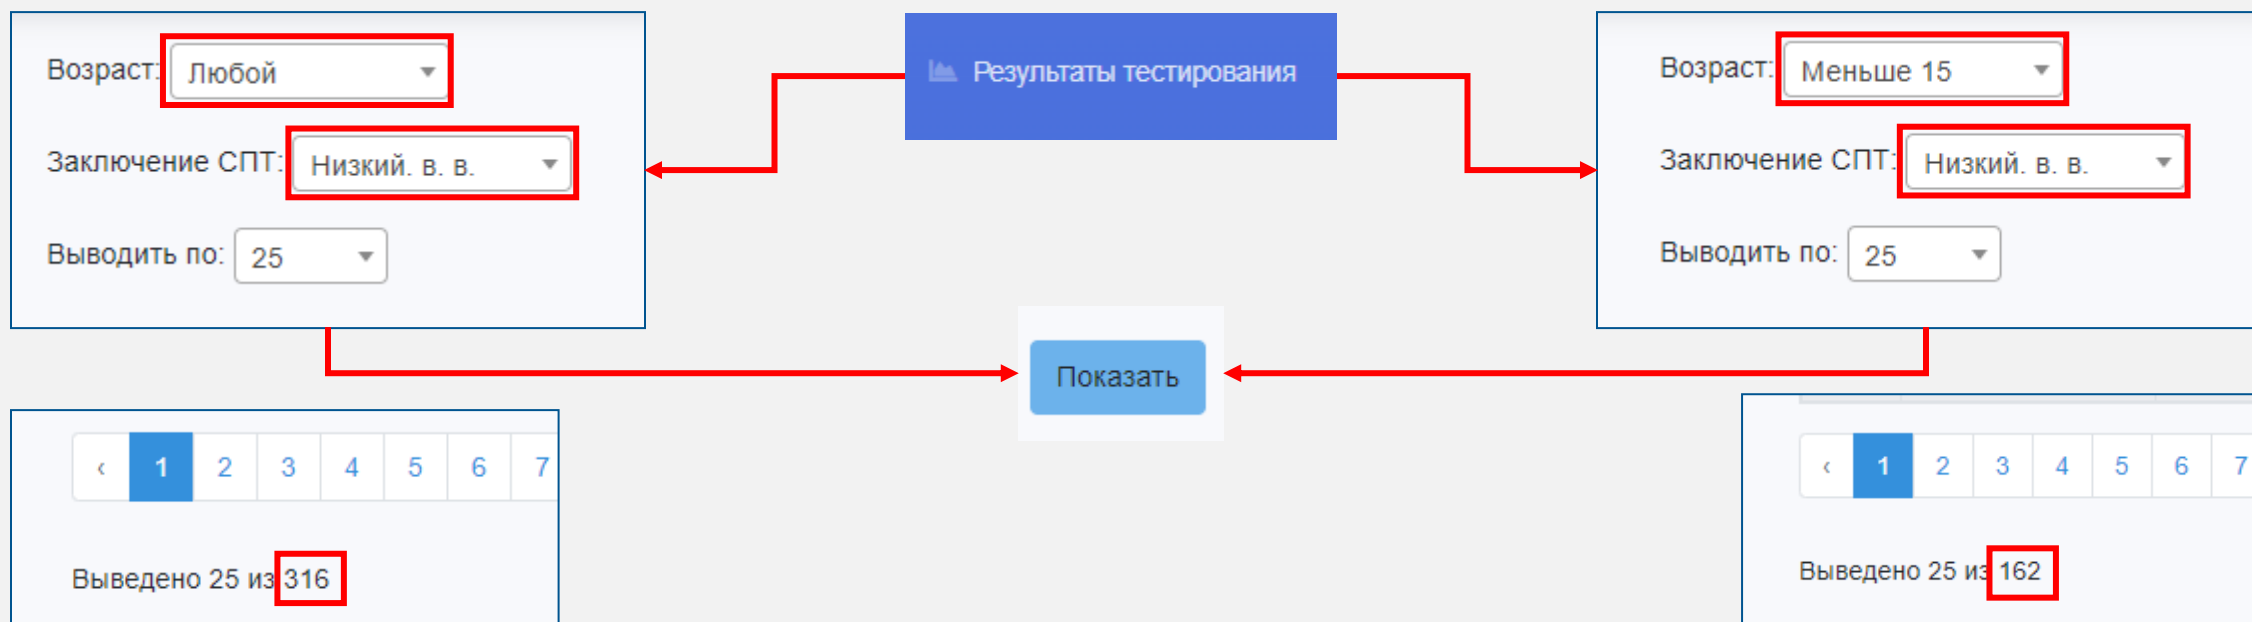 Возраст: Любой
Заключение СПТ: Низкий. в. в.
Выводить по: 25
Результаты тестирования
Возраст: Меньше 15
Заключение СПТ: Низкий. в. в.
Выводить по: 25
Показать
‹ 1 2 3 4 5 6 7
Выведено 25 из 316
‹ 1 2 3 4 5 6 7
Выведено 25 из 162